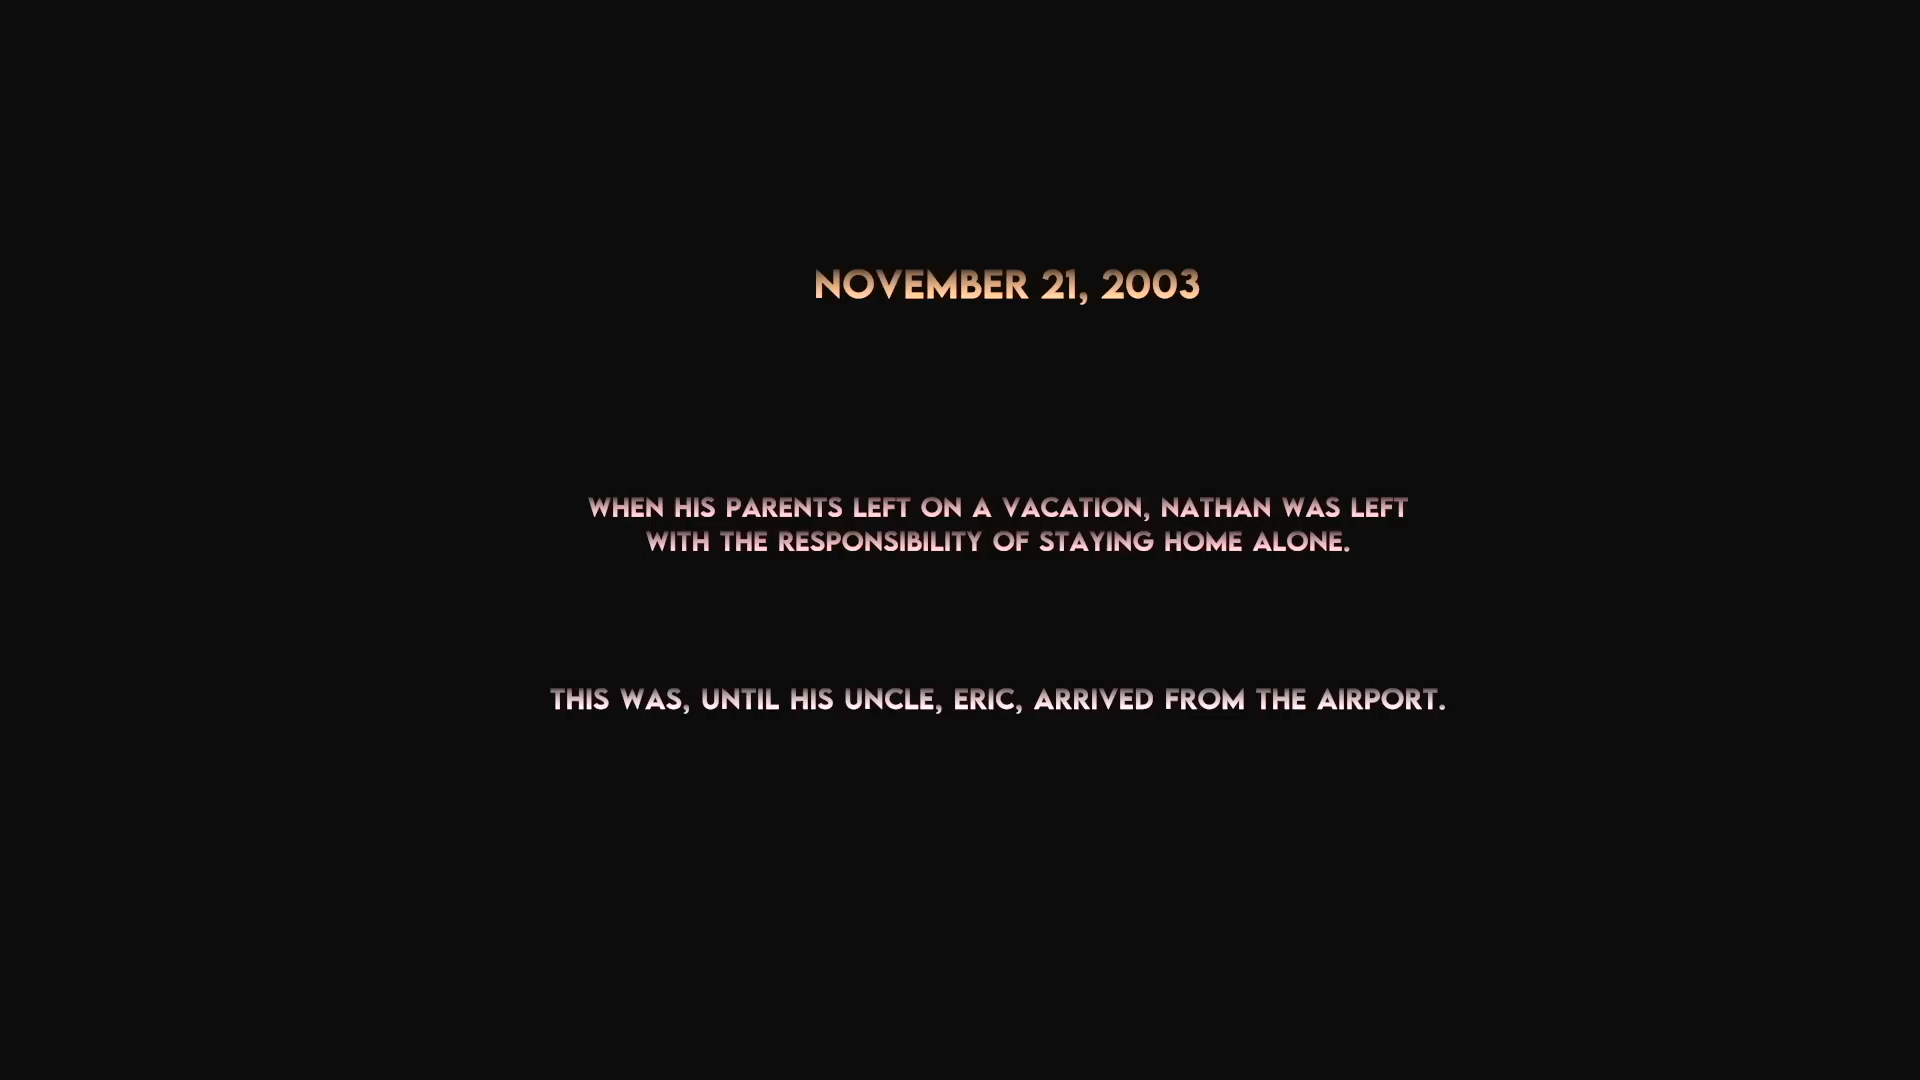 NOVEMBER 21, 2003
WHEN HIS PARENTS LEFT ON A VACATION, NATHAN WAS LEFT
WITH THE RESPONSIBILITY OF STAYING HOME ALONE.
THIS WAS, UNTIL HIS UNCLE, ERIC, ARRIVED FROM THE AIRPORT.